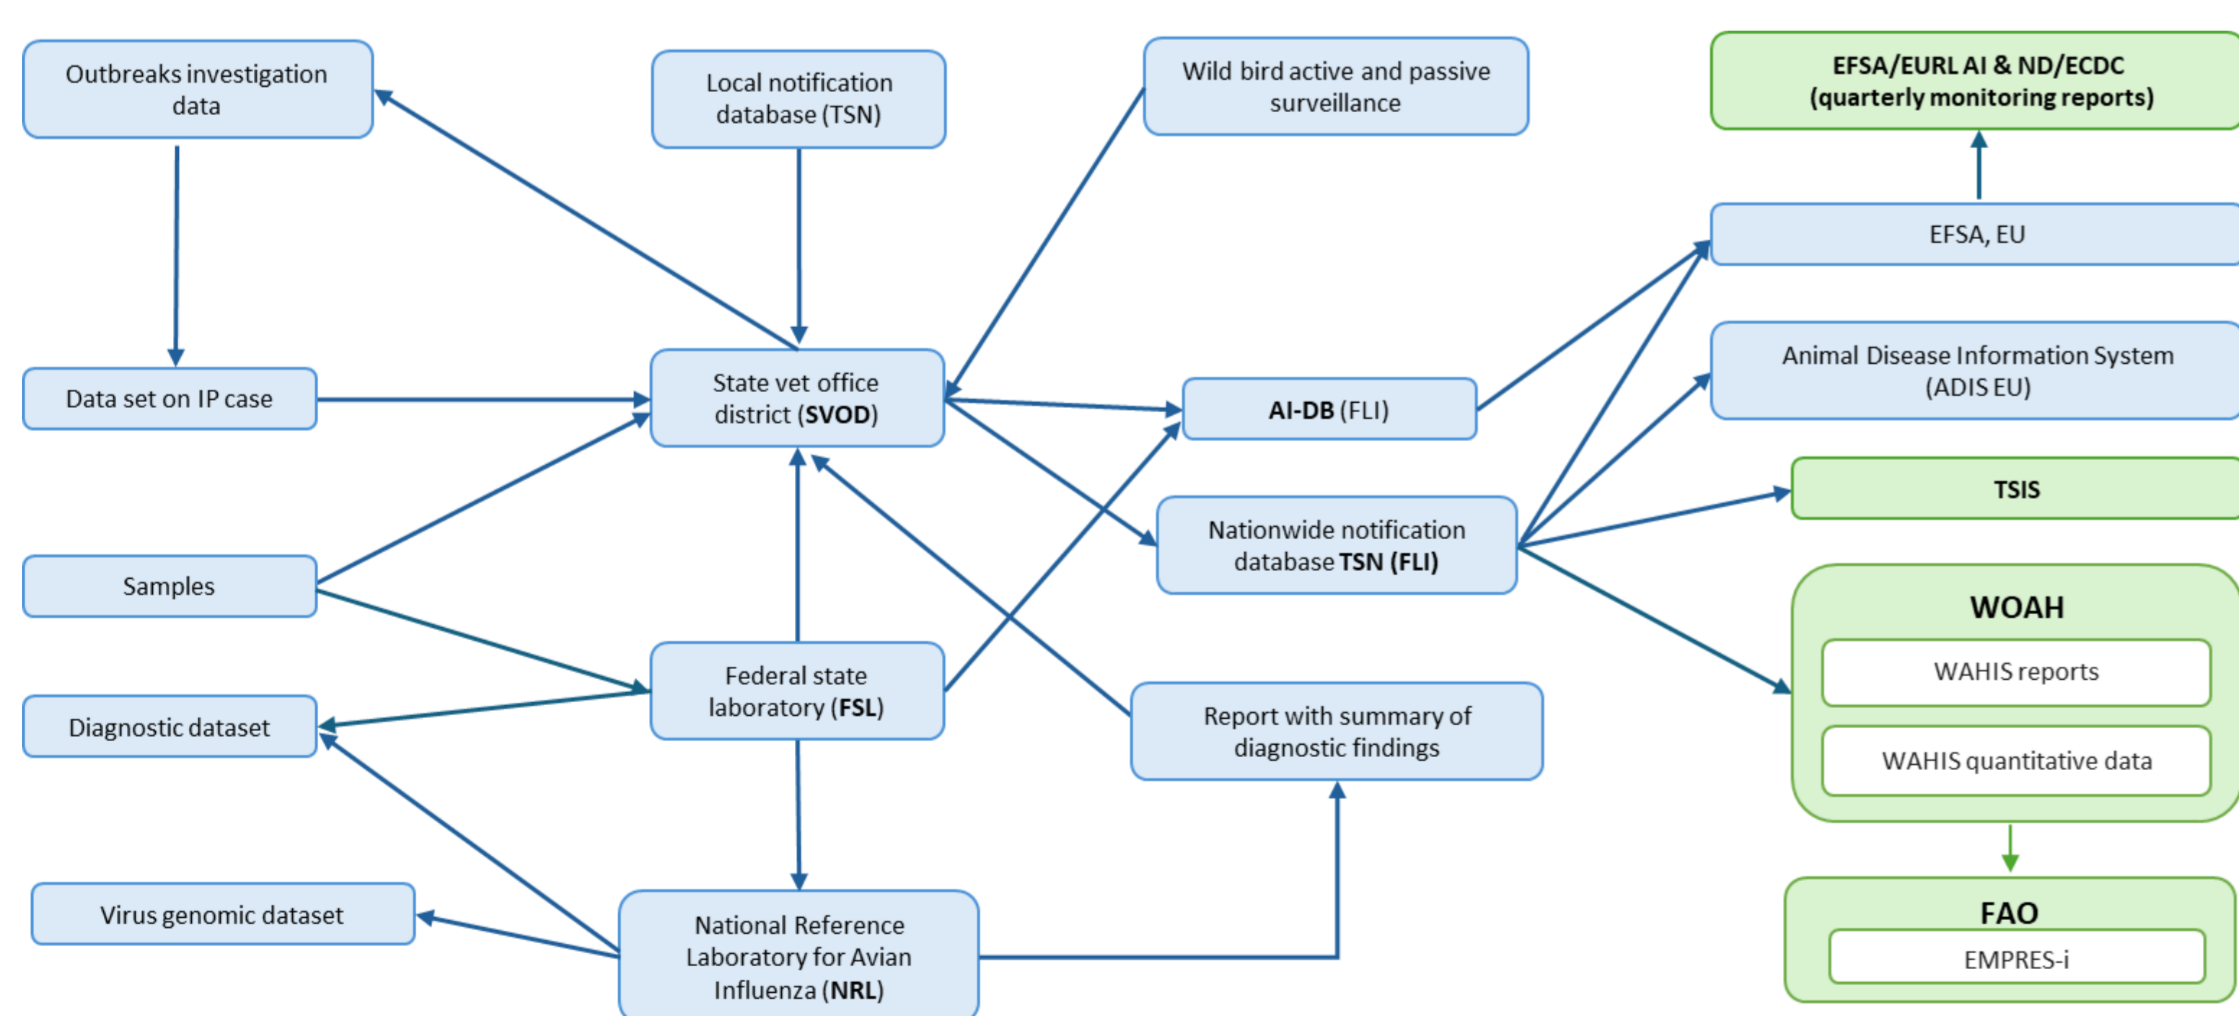 Outbreaks investigation
data
Local notification
database (TSN)
Wild bird active and passive
surveillance
EFSA/EURL AI & ND/ECDC
(quarterly monitoring reports)
EFSA, EU
Animal Disease Information System
(ADIS EU)
Data set on IP case
State vet office
district (SVOD)
AI-DB (FLI)
TSIS
Nationwide notification
database TSN (FLI)
Samples
WOAH
WAHIS reports
WAHIS quantitative data
Federal state
laboratory (FSL)
Diagnostic dataset
Report with summary of
diagnostic findings
Virus genomic dataset
National Reference
Laboratory for Avian
Influenza (NRL)
FAO
EMPRES-i